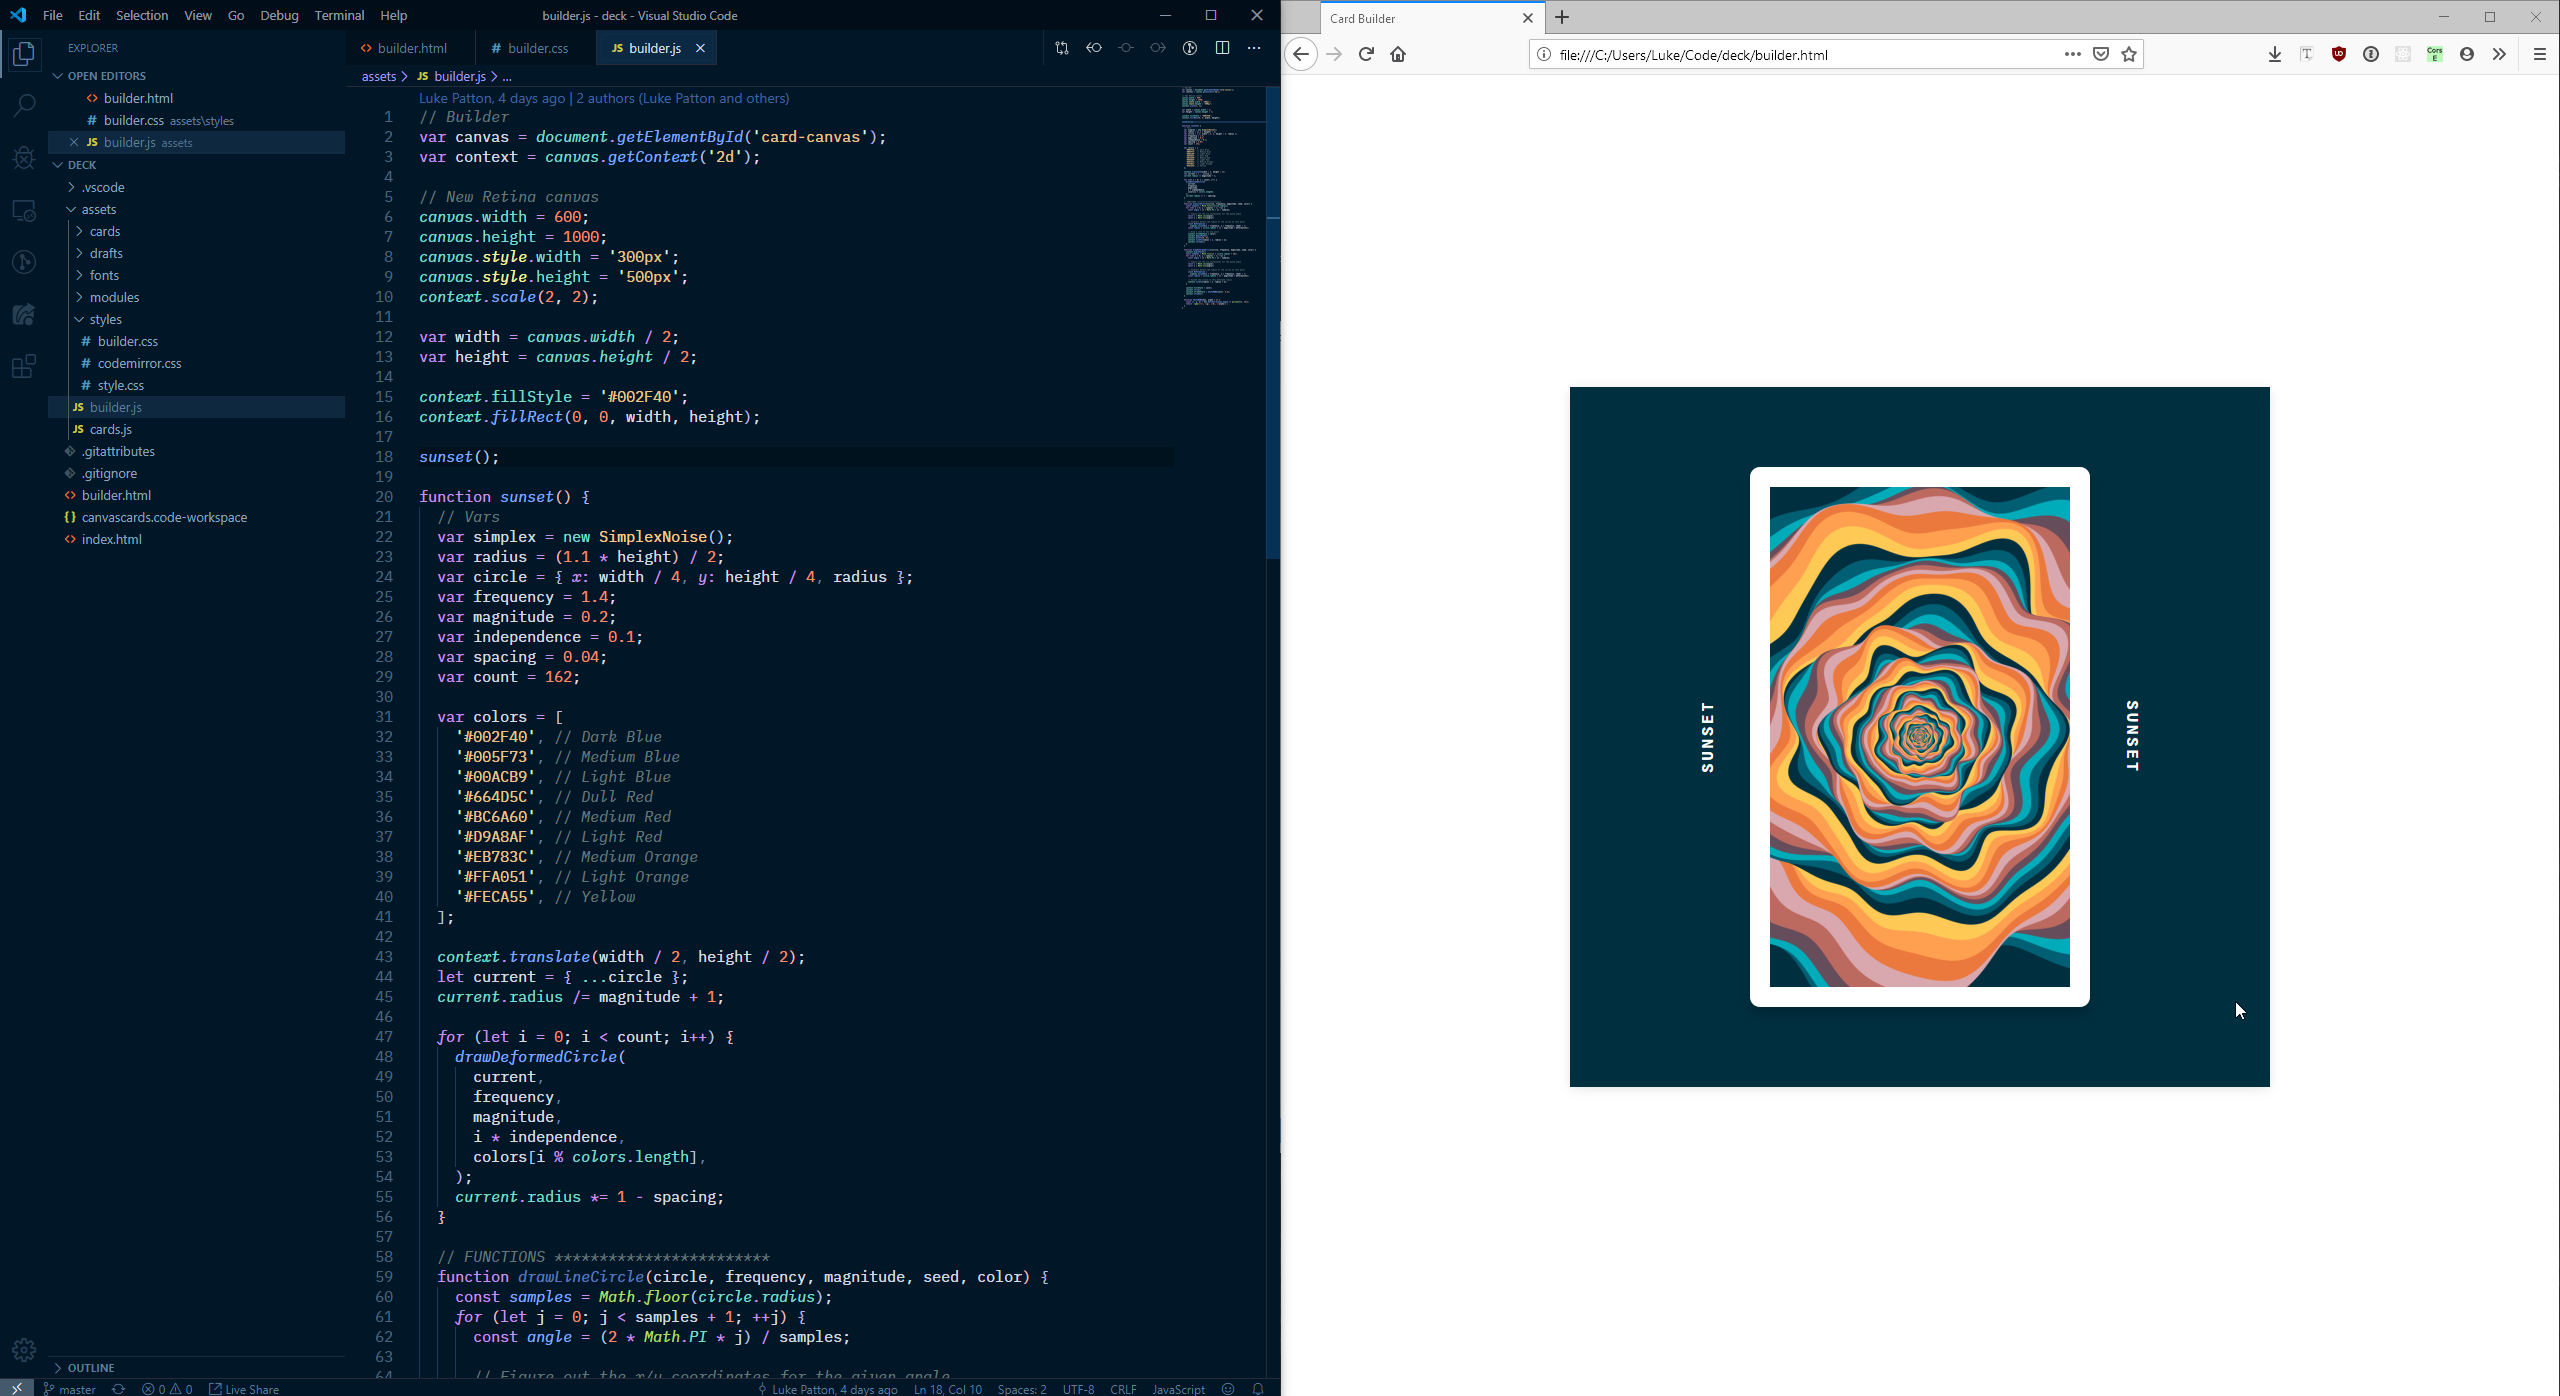 File Edit Selection View Go Debug Terminal Help
builder.js - deck - Visual Studio Code
EXPLORER
OPEN EDITORS
builder.html
builder.css assets\styles
builder.js assets
DECK
.vscode
assets
cards
drafts
fonts
modules
styles
builder.css
codemirror.css
style.css
builder.js
cards.js
.gitattributes
.gitignore
builder.html
canvascards.code-workspace
index.html
OUTLINE
builder.html
builder.css
builder.js
assets > JS builder.js > ...
Luke Patton, 4 days ago | 2 authors (Luke Patton and others)
1 // Builder
2 var canvas = document.getElementById('card-canvas');
3 var context = canvas.getContext('2d');
4
5 // New Retina canvas
6 canvas.width = 600;
7 canvas.height = 1000;
8 canvas.style.width = '300px';
9 canvas.style.height = '500px';
10 context.scale(2, 2);
11
12 var width = canvas.width / 2;
13 var height = canvas.height / 2;
14
15 context.fillStyle = '#002F40';
16 context.fillRect(0, 0, width, height);
17
18 sunset();
19
20 function sunset() {
21 // Vars
22 var simplex = new SimplexNoise();
23 var radius = (1.1 * height) / 2;
24 var circle = { x: width / 4, y: height / 4, radius };
25 var frequency = 1.4;
26 var magnitude = 0.2;
27 var independence = 0.1;
28 var spacing = 0.04;
29 var count = 162;
30
31 var colors = [
32 '#002F40', // Dark Blue
33 '#005F73', // Medium Blue
34 '#00ACB9', // Light Blue
35 '#664D5C', // Dull Red
36 '#BC6A60', // Medium Red
37 '#D9A8AF', // Light Red
38 '#EB783C', // Medium Orange
39 '#FFA051', // Light Orange
40 '#FECA55', // Yellow
41 ];
42
43 context.translate(width / 2, height / 2);
44 let current = { ...circle };
45 current.radius /= magnitude + 1;
46
47 for (let i = 0; i < count; i++) {
48 drawDeformedCircle(
49 current,
50 frequency,
51 magnitude,
52 i * independence,
53 colors[i % colors.length],
54 );
55 current.radius *= 1 - spacing;
56 }
57
58 // FUNCTIONS ************************
59 function drawLineCircle(circle, frequency, magnitude, seed, color) {
60 const samples = Math.floor(circle.radius);
61 for (let j = 0; j < samples + 1; ++j) {
62 const angle = (2 * Math.PI * j) / samples;
63
64 // Figure out the x/y coordinates for the given angle
master 0 0 Live Share
Luke Patton, 4 days ago Ln 18, Col 10 Spaces: 2 UTF-8 CRLF JavaScript
Card Builder
file:///C:/Users/Luke/Code/deck/builder.html
SUNSET
SUNSET